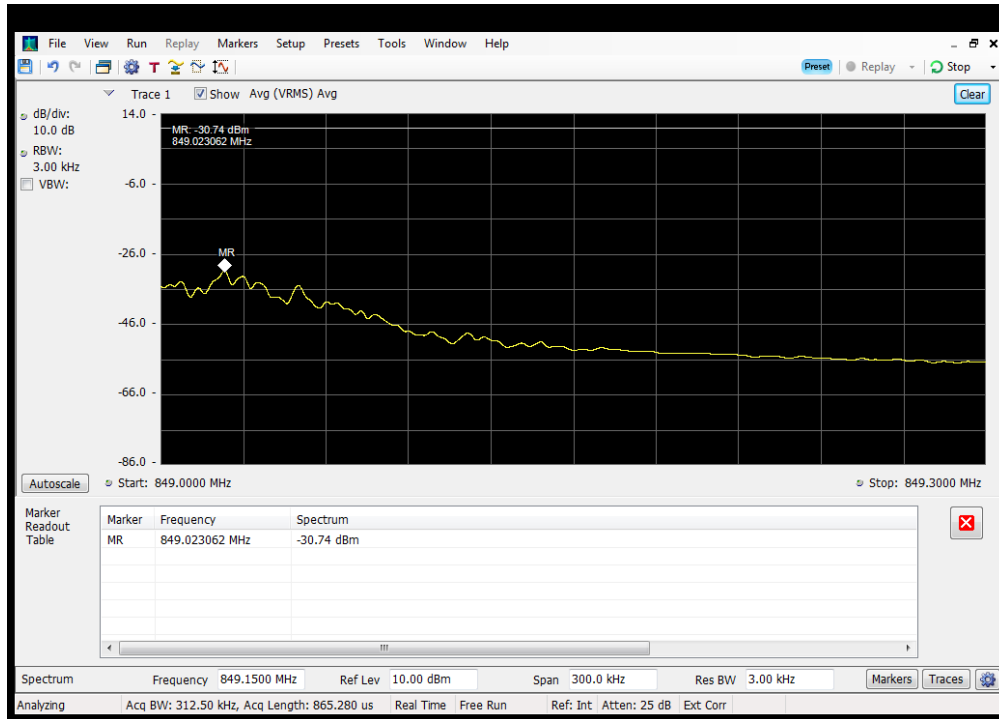 File View Run Replay Markers Setup Presets Tools Window Help
T Preset Replay Stop
Trace 1 Show Avg (VRMS) Avg Clear
dB/div:
10.0 dB
RBW:
3.00 kHz
VBW:
14.0
MR: -30.74 dBm
849.023062 MHz
-6.0
-26.0
MR
-46.0
-66.0
-86.0
Autoscale Start: 849.0000 MHz Stop: 849.3000 MHz
Marker
Readout
Table
Marker Frequency Spectrum
MR 849.023062 MHz -30.74 dBm
Spectrum Frequency 849.1500 MHz Ref Lev 10.00 dBm Span 300.0 kHz Res BW 3.00 kHz Markers Traces
Analyzing Acq BW: 312.50 kHz, Acq Length: 865.280 us Real Time Free Run Ref: Int Atten: 25 dB Ext Corr